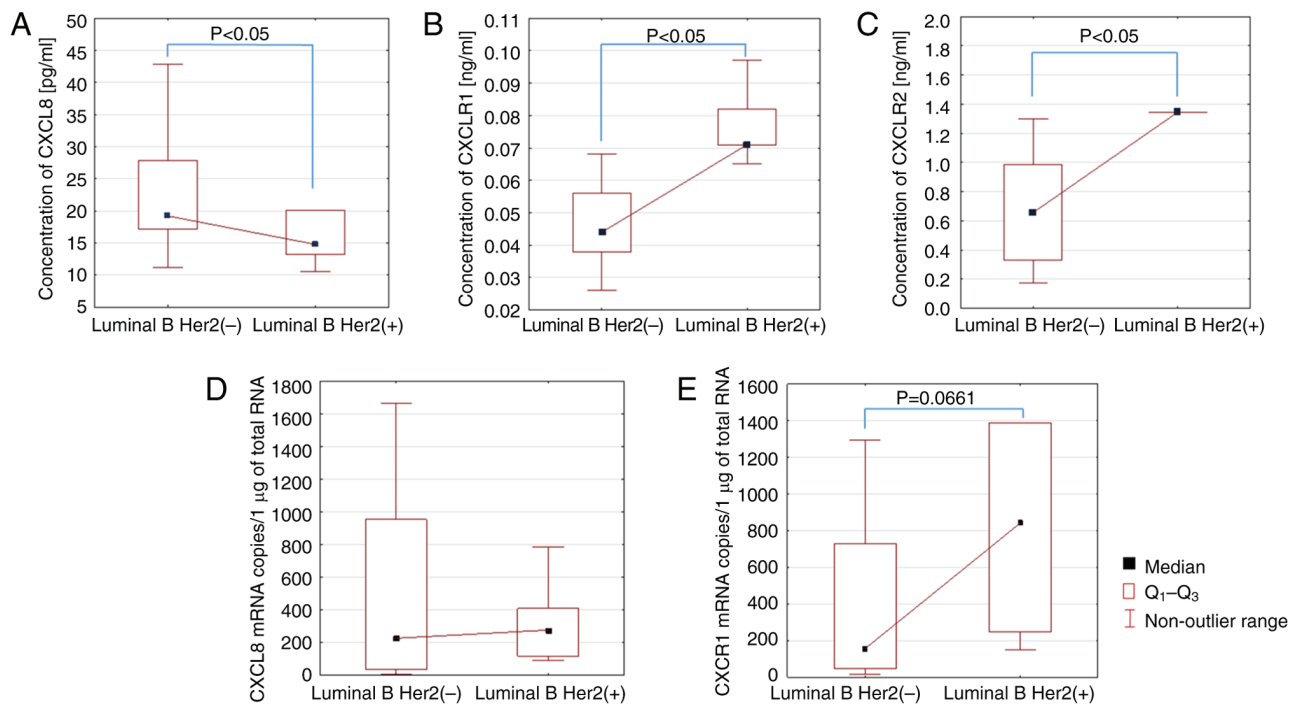 A
Concentration of CXCL8 [pg/ml]
50
45
40
35
30
25
20
15
10
5
P<0.05
Luminal B Her2(–)
Luminal B Her2(+)
B
Concentration of CXCLR1 [ng/ml]
0.11
0.10
0.09
0.08
0.07
0.06
0.05
0.04
0.03
0.02
P<0.05
Luminal B Her2(–)
Luminal B Her2(+)
C
Concentration of CXCLR2 [ng/ml]
2.0
1.8
1.6
1.4
1.2
1.0
0.8
0.6
0.4
0.2
0.0
P<0.05
Luminal B Her2(–)
Luminal B Her2(+)
D
CXCL8 mRNA copies/1 µg of total RNA
1800
1600
1400
1200
1000
800
600
400
200
0
Luminal B Her2(–)
Luminal B Her2(+)
E
CXCR1 mRNA copies/1 µg of total RNA
1600
1400
1200
1000
800
600
400
200
0
P=0.0661
Luminal B Her2(–)
Luminal B Her2(+)
Median
Q₁–Q₃
Non-outlier range